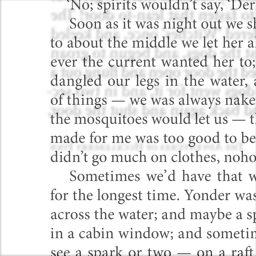 'No; spirits wouldn't say, 'Der
Soon as it was night out we
to about the middle we let her a
ever the current wanted her to;
dangled our legs in the water, a
of things — we was always nake
the mosquitoes would let us — t
made for me was too good to be
didn't go much on clothes, noho
Sometimes we'd have that w
for the longest time. Yonder was
across the water; and maybe a sp
in a cabin window; and sometin
see a spark or two — on a raft